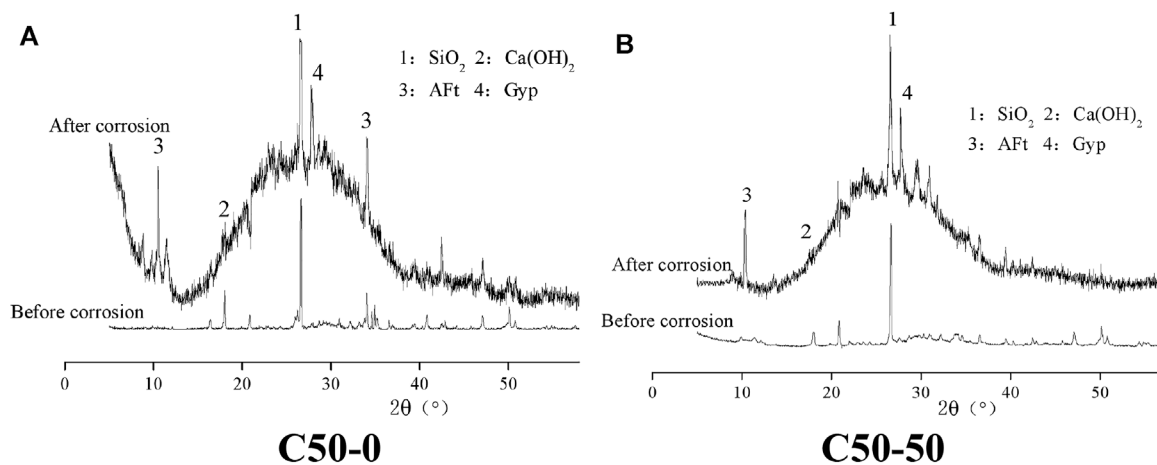 A
1
1: SiO₂ 2: Ca(OH)₂
3: AFt 4: Gyp
4
After corrosion
3
3
2
Before corrosion
0 10 20 30 40 50
2θ (°)
C50-0
B
1
4
1: SiO₂ 2: Ca(OH)₂
3: AFt 4: Gyp
3
2
After corrosion
Before corrosion
0 10 20 30 40 50
2θ (°)
C50-50